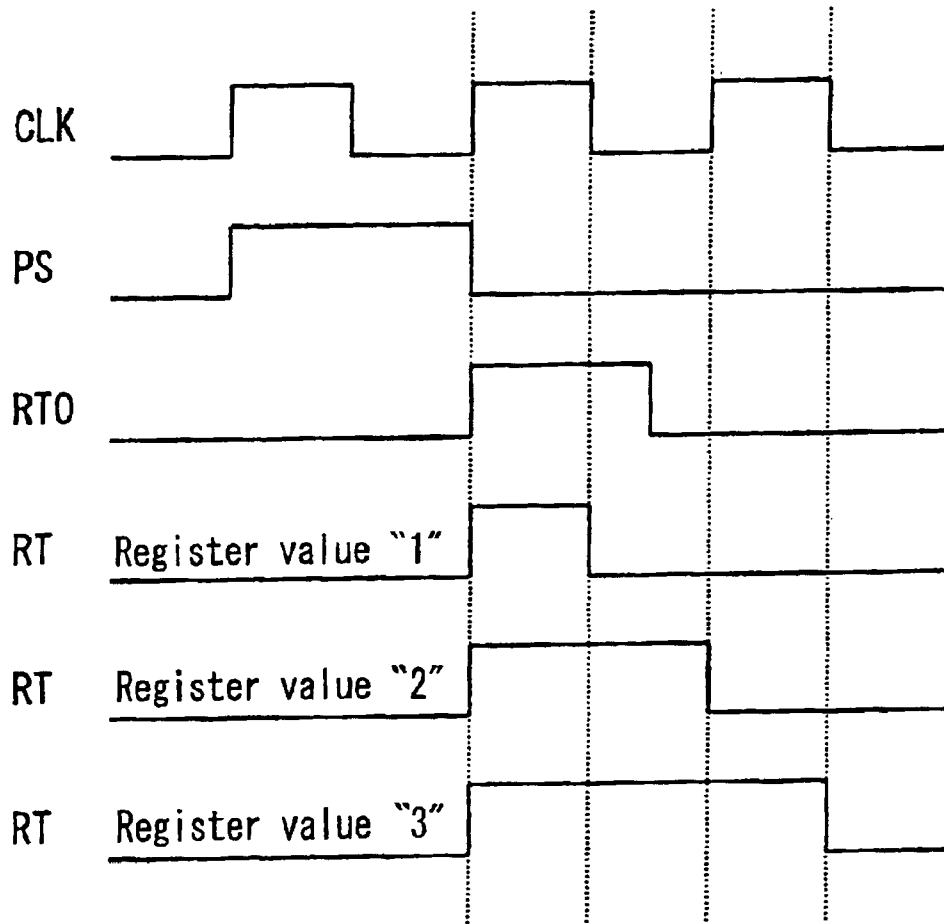 CLK
PS
RTO
RT Register value “1”
RT Register value “2”
RT Register value “3”